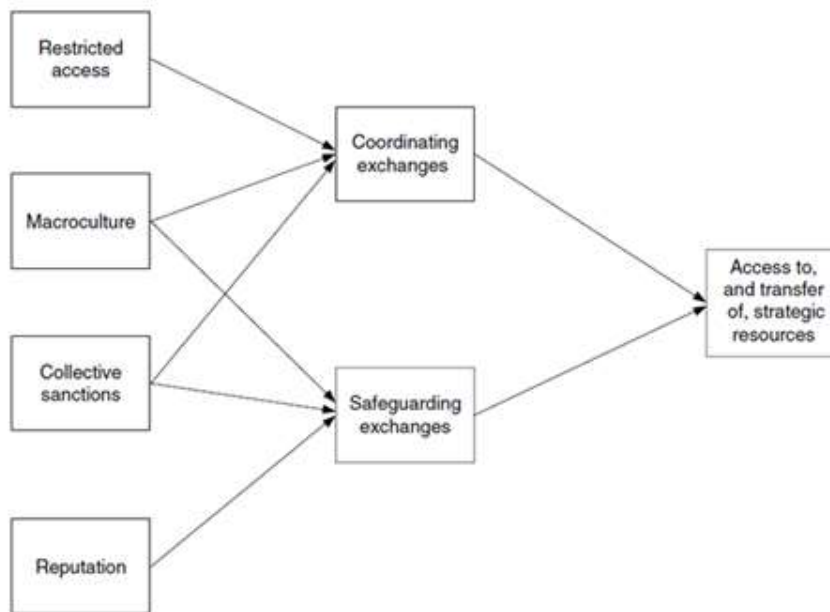 Restricted
access
Macroculture
Collective
sanctions
Reputation
Coordinating
exchanges
Safeguarding
exchanges
Access to,
and transfer
of, strategic
resources